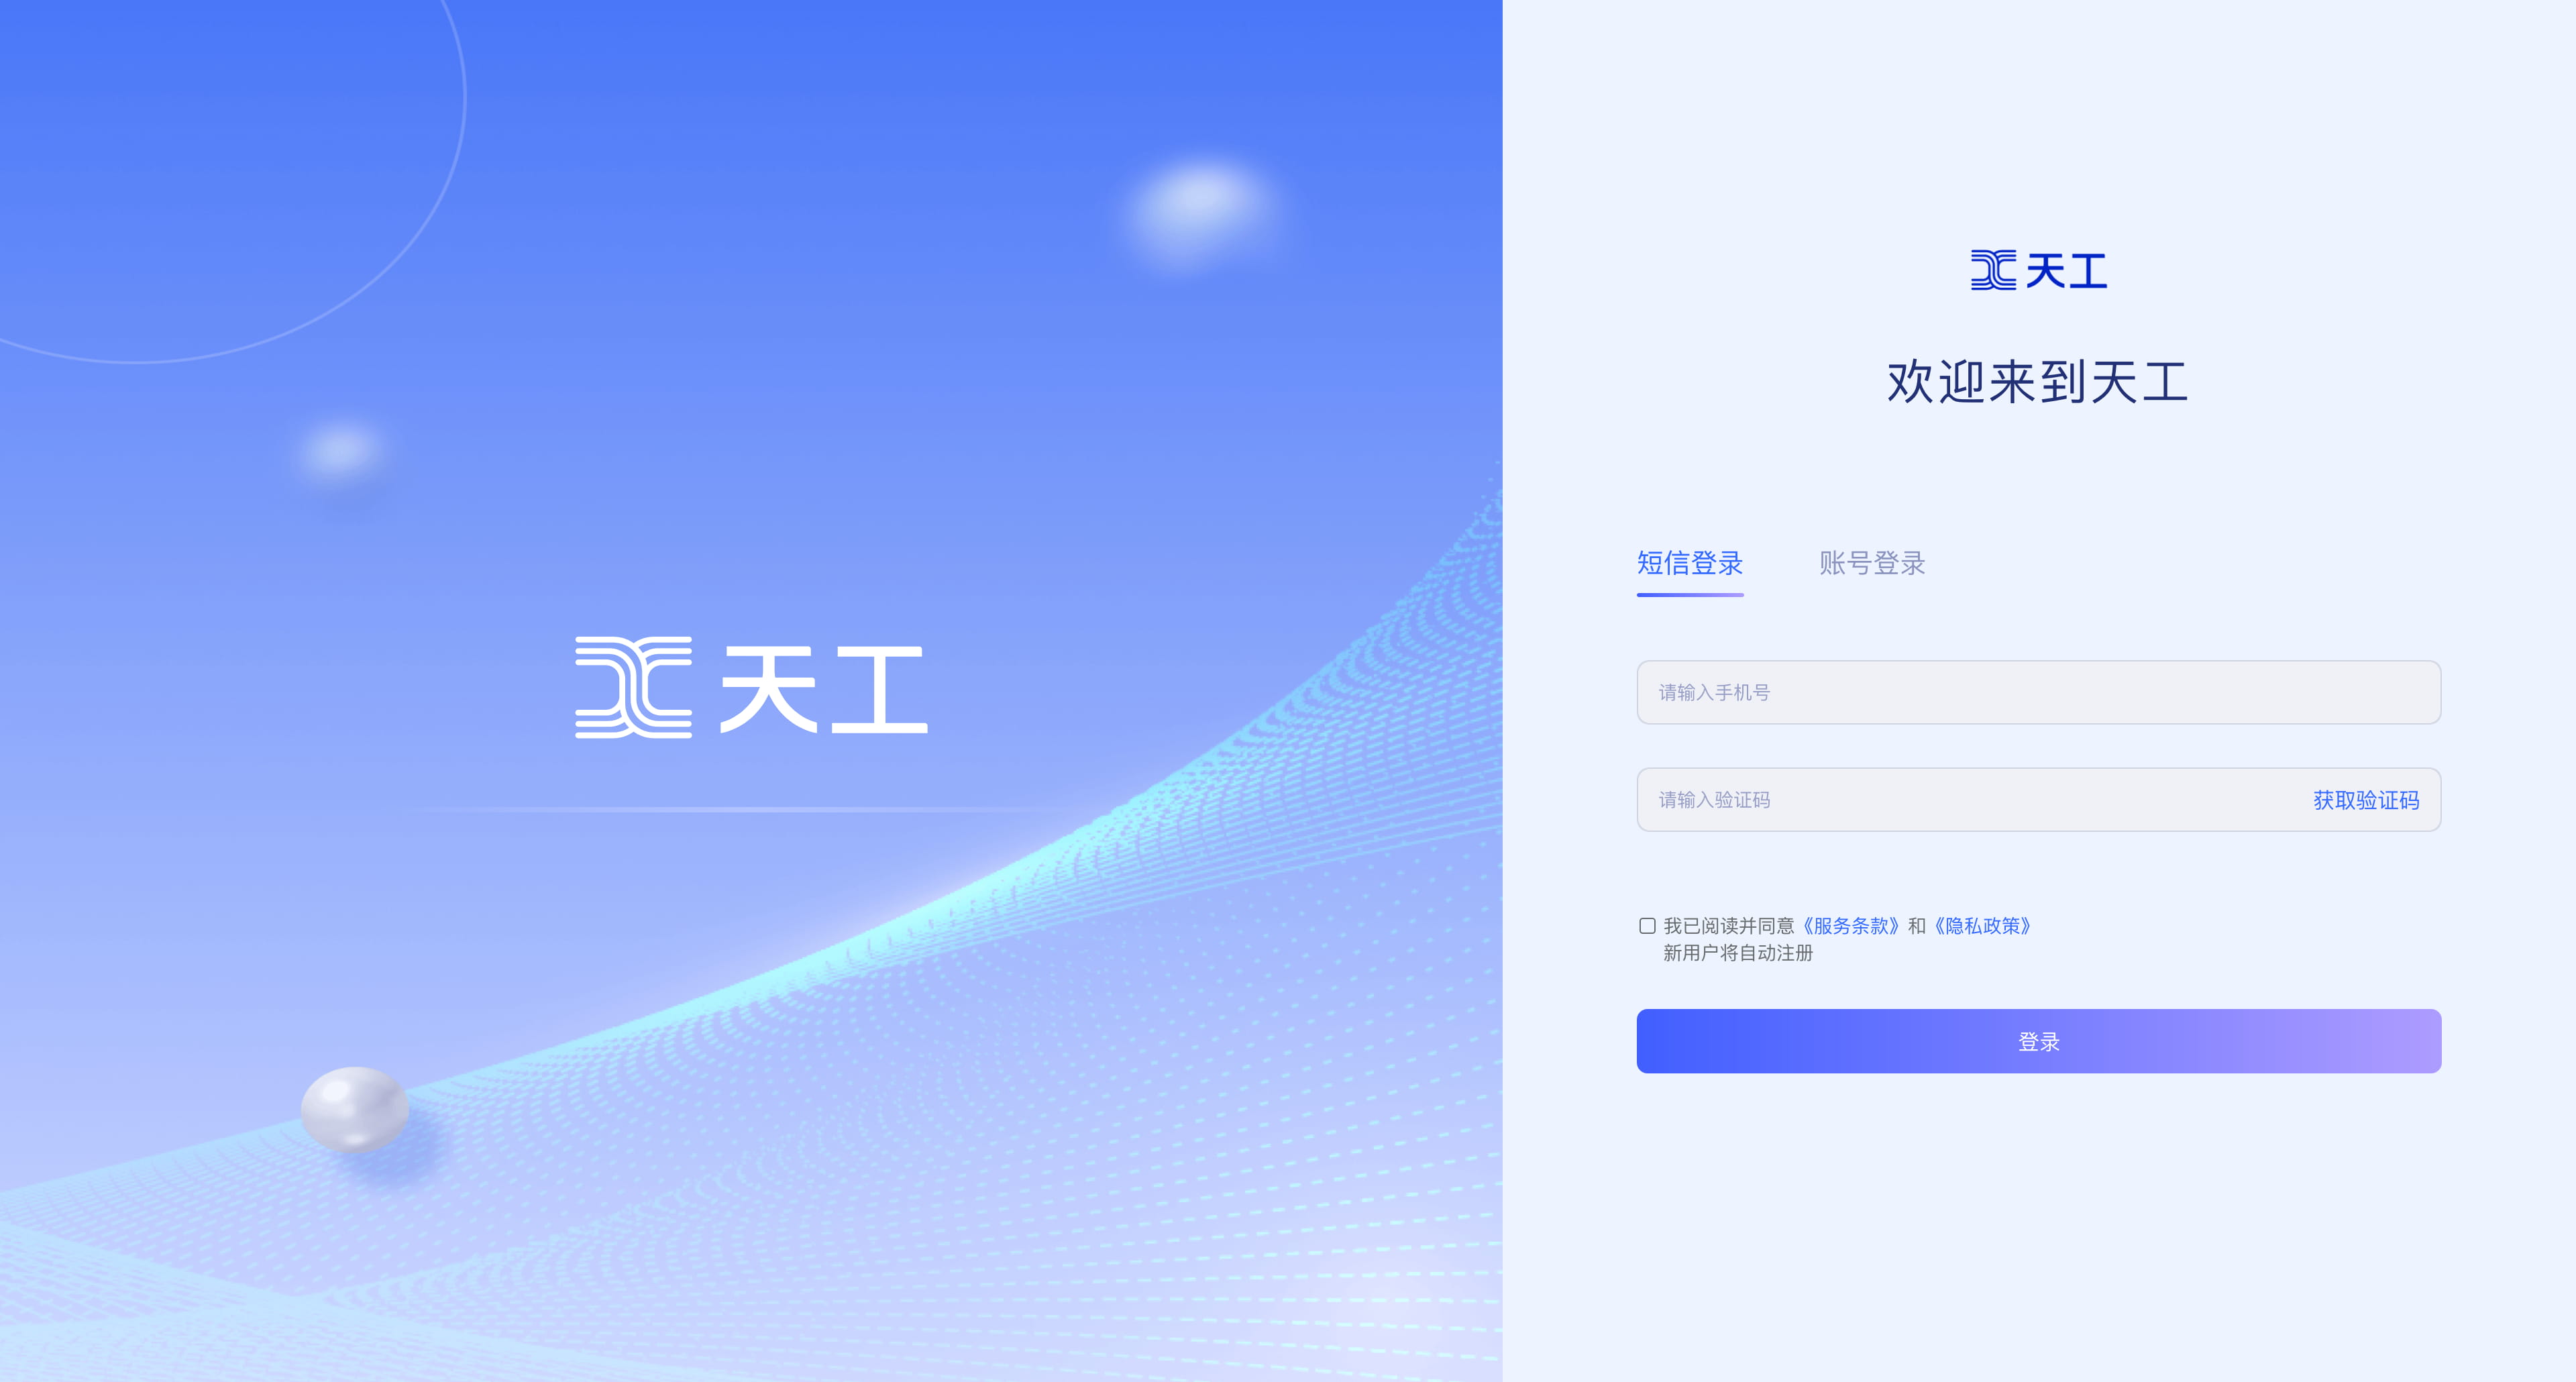 天工
天工
欢迎来到天工
短信登录 账号登录
请输入手机号
请输入验证码 获取验证码
我已阅读并同意《服务条款》和《隐私政策》
新用户将自动注册
登录